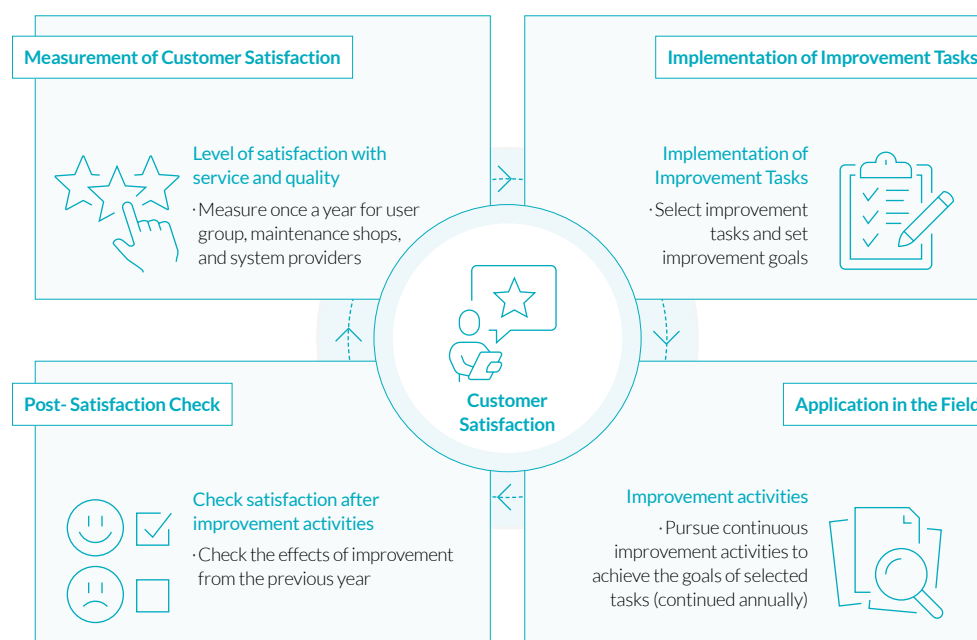 Measurement of Customer Satisfaction
Level of satisfaction with
service and quality
· Measure once a year for user
group, maintenance shops,
and system providers
Implementation of Improvement Tasks
Implementation of
Improvement Tasks
· Select improvement
tasks and set
improvement goals
Customer
Satisfaction
Post- Satisfaction Check
Check satisfaction after
improvement activities
· Check the effects of improvement
from the previous year
Application in the Field
Improvement activities
· Pursue continuous
improvement activities to
achieve the goals of selected
tasks (continued annually)